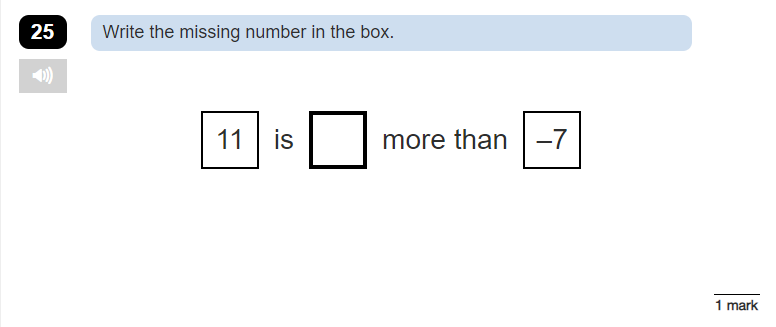 25 Write the missing number in the box.
11 is more than –7
1 mark